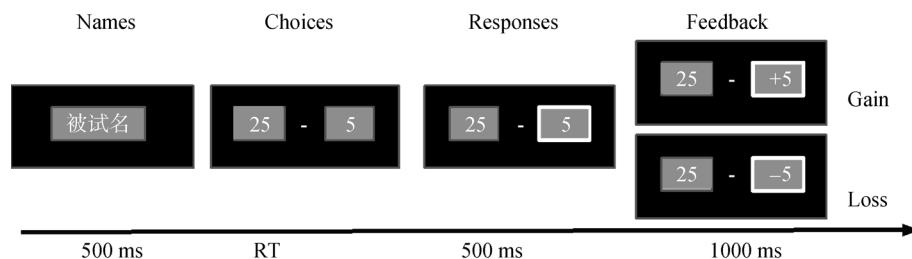 Names Choices Responses Feedback
被试名
25 - 5
25 - 5
25 - +5
Gain
25 - –5
Loss
500 ms RT 500 ms 1000 ms